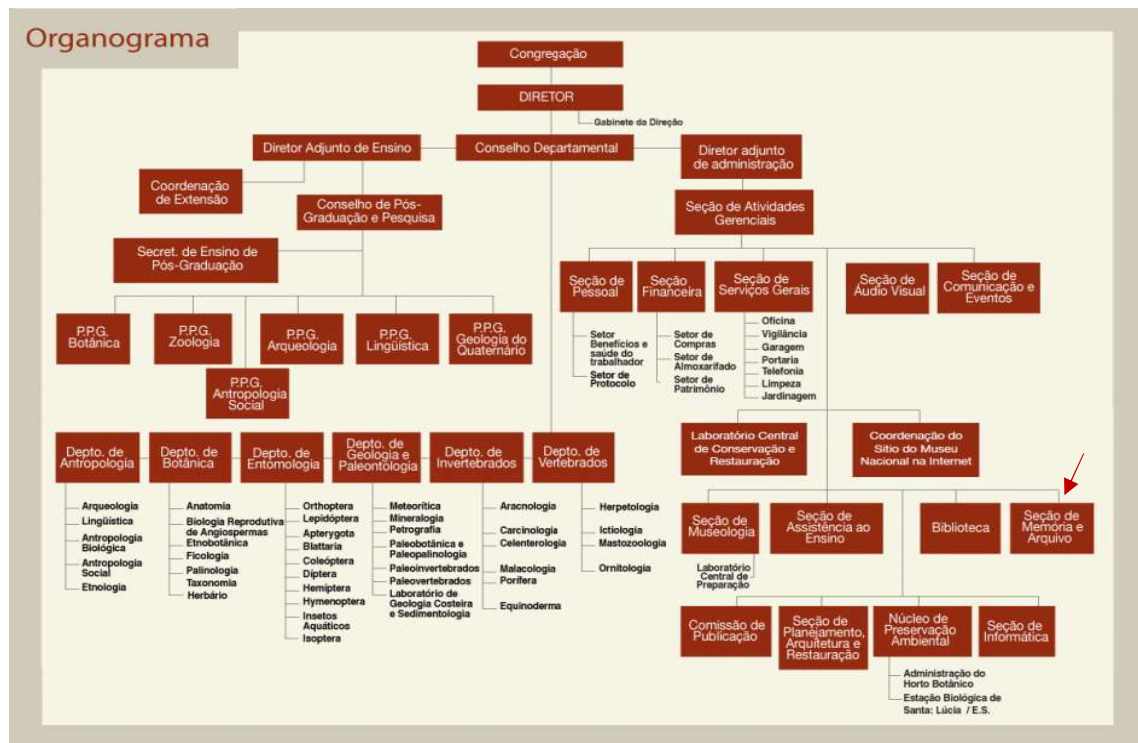 Organograma
Congregação
DIRETOR
Gabinete da Direção
Diretor Adjunto de Ensino
Conselho Departamental
Diretor adjunto
de administração
Coordenação
de Extensão
Conselho de Pós-
Graduação e Pesquisa
Seção de Atividades
Gerenciais
Secret. de Ensino de
Pós-Graduação
Seção de
Pessoal
Seção
Financeira
Seção de
Serviços Gerais
Seção de
Áudio Visual
Seção de
Comunicação e
Eventos
Setor
Benefícios e
saúde do
trabalhador
Setor de
Protocolo
Setor de
Compras
Setor de
Almoxarifado
Setor de
Patrimônio
Oficina
Vigilância
Garagem
Portaria
Telefonia
Limpeza
Jardinagem
P.P.G.
Botânica
P.P.G.
Zoologia
P.P.G.
Arqueologia
P.P.G.
Lingüística
P.P.G.
Geologia do
Quaternário
P.P.G.
Antropologia
Social
Laboratório Central
de Conservação e
Restauração
Coordenação do
Sítio do Museu
Nacional na Internet
Depto. de
Antropologia
Depto. de
Botânica
Depto. de
Entomologia
Depto. de
Geologia e
Paleontologia
Depto. de
Invertebrados
Depto. de
Vertebrados
Arqueologia
Lingüística
Antropologia
Biológica
Antropologia
Social
Etnologia
Anatomia
Biologia Reprodutiva
de Angiospermas
Etnobotânica
Ficologia
Palinologia
Taxonomia
Herbário
Orthoptera
Lepidóptera
Apterygota
Blattaria
Coleóptera
Díptera
Hemíptera
Hymenoptera
Insetos
Aquáticos
Isoptera
Meteorítica
Mineralogia
Petrografia
Paleobotânica e
Paleopalinologia
Paleoinvertebrados
Paleovertebrados
Laboratório de
Geologia Costeira
e Sedimentologia
Aracnologia
Carcinologia
Celenterologia
Malacologia
Porífera
Equinoderma
Herpetologia
Ictiologia
Mastozoologia
Ornitologia
Seção de
Museologia
Seção de
Assistência ao
Ensino
Biblioteca
Seção de
Memória e
Arquivo
Laboratório
Central de
Preparação
Comissão de
Publicação
Seção de
Planejamento,
Arquitetura e
Restauração
Núcleo de
Preservação
Ambiental
Seção de
Informática
Administração do
Horto Botânico
Estação Biológica de
Santa: Lúcia / E.S.